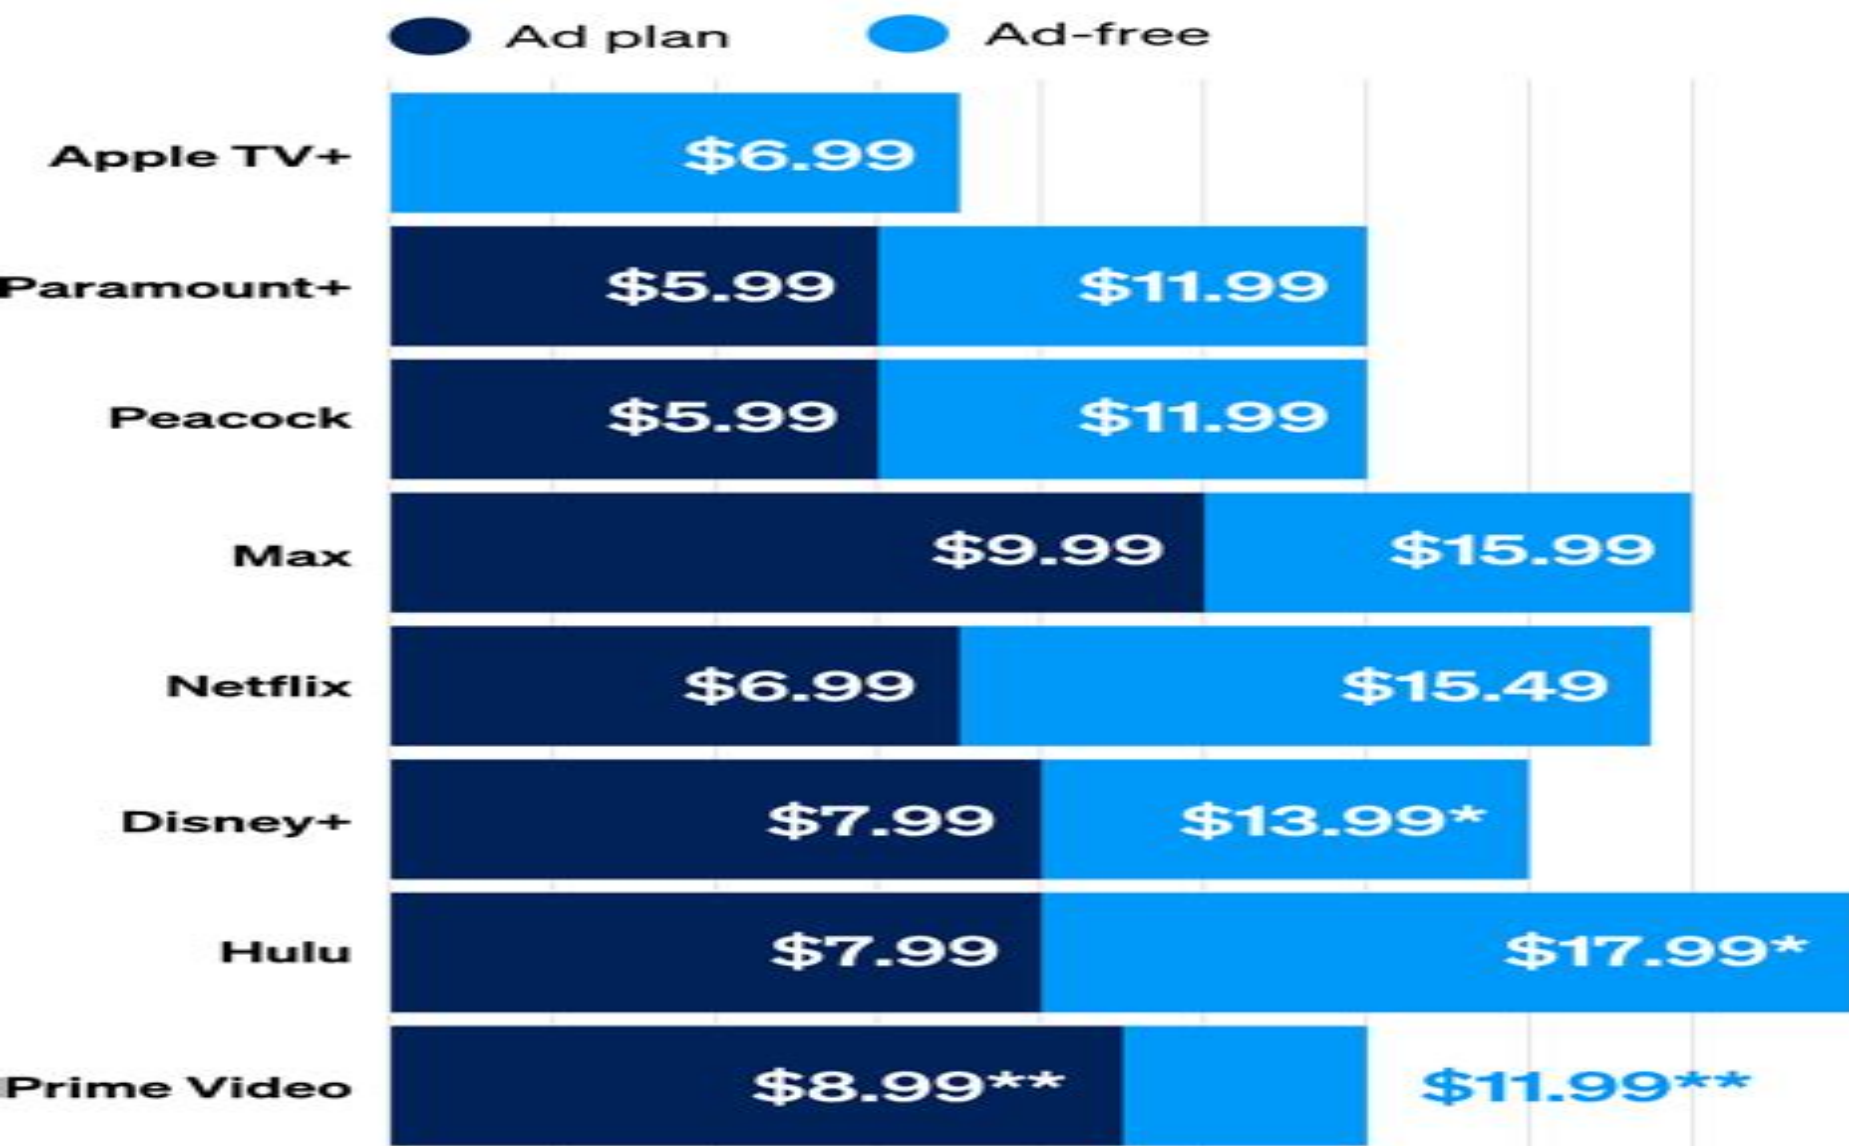 Ad plan Ad-free
Apple TV+ $6.99
Paramount+ $5.99 $11.99
Peacock $5.99 $11.99
Max $9.99 $15.99
Netflix $6.99 $15.49
Disney+ $7.99 $13.99*
Hulu $7.99 $17.99*
Prime Video $8.99** $11.99**